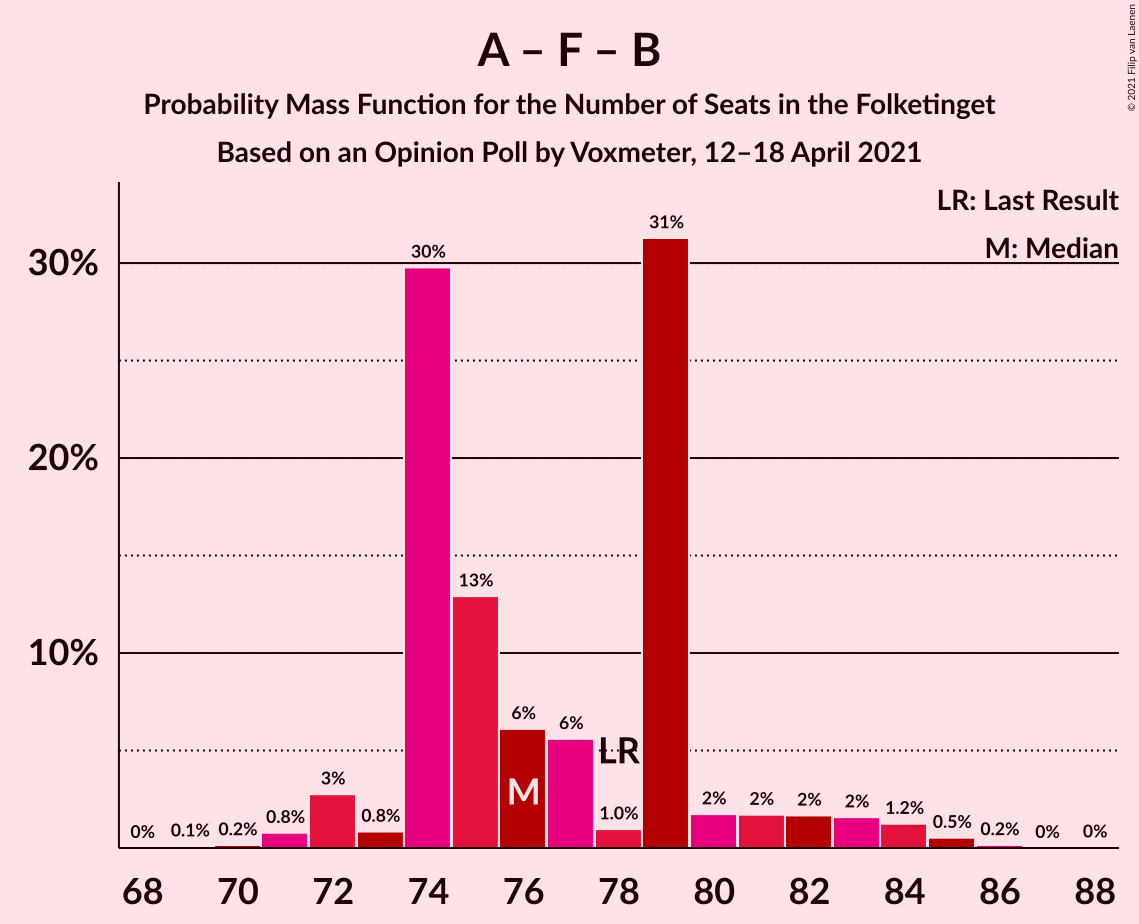 A – F – B
Probability Mass Function for the Number of Seats in the Folketinget
Based on an Opinion Poll by Voxmeter, 12–18 April 2021
© 2021 Filip van Laenen
LR: Last Result
M: Median
30%
20%
10%
0%
0.1%
0.2%
0.8%
3%
0.8%
30%
13%
6%
6%
1.0%
31%
2%
2%
2%
2%
1.2%
0.5%
0.2%
0%
0%
M
LR
68 70 72 74 76 78 80 82 84 86 88